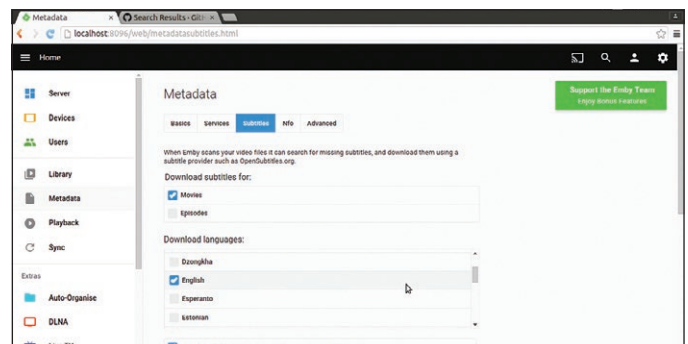 Metadata
Search Results · Git
localhost:8096/web/metadatasubtitles.html
Home
Server
Devices
Users
Library
Metadata
Playback
Sync
Extras
Auto-Organise
DLNA
Metadata
Support the Emby Team
Enjoy Bonus Features
Basics Services Subtitles Nfo Advanced
When Emby scans your video files it can search for missing subtitles, and download them using a
subtitle provider such as OpenSubtitles.org.
Download subtitles for:
Movies
Episodes
Download languages:
Dzongkha
English
Esperanto
Estonian